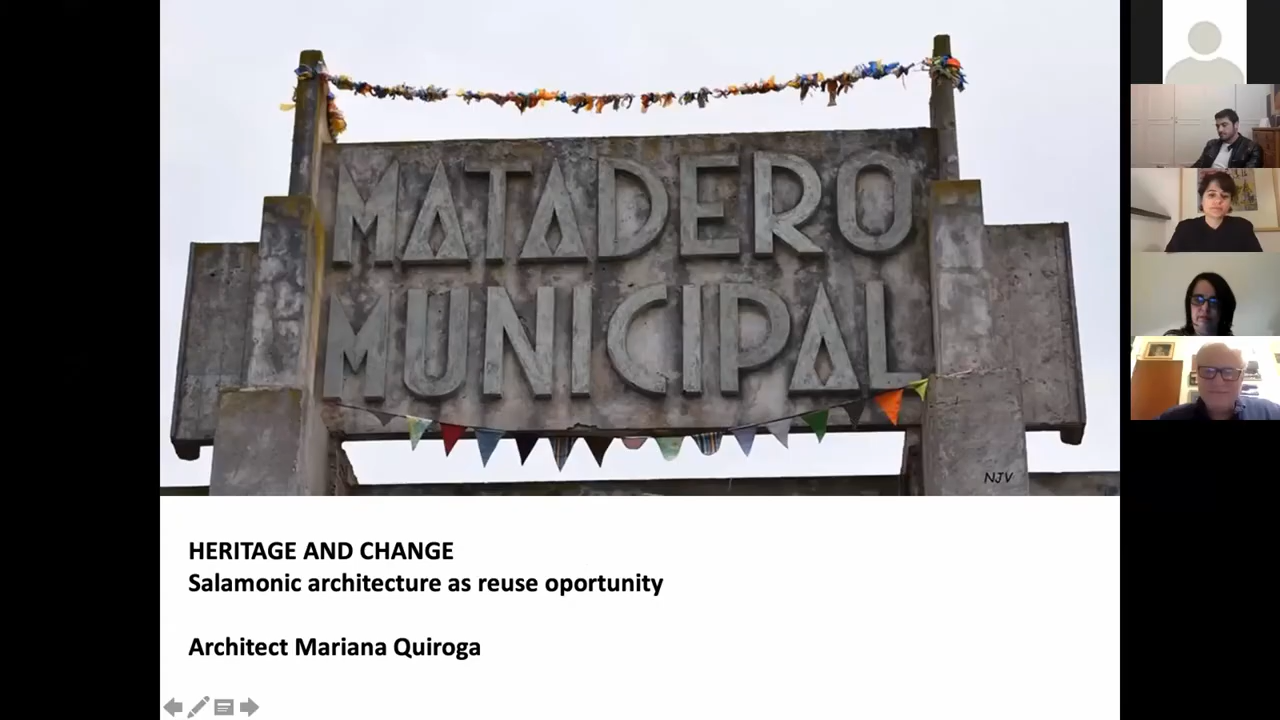 MATADERO
MUNICIPAL
NJV
HERITAGE AND CHANGE
Salamonic architecture as reuse oportunity
Architect Mariana Quiroga